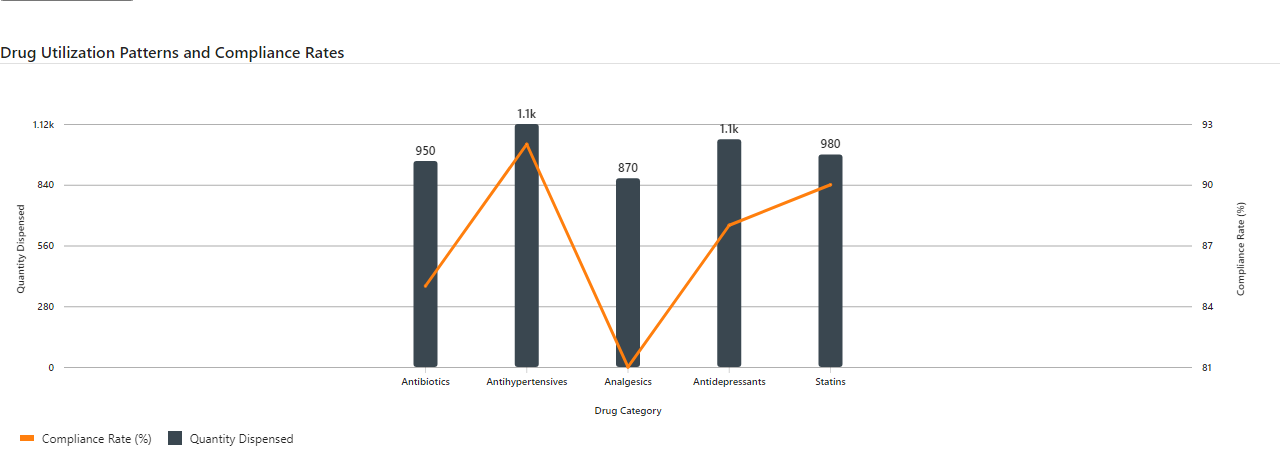 Drug Utilization Patterns and Compliance Rates
1.1k
1.12k
93
1.1k
950
980
870
840
90
560
87
280
84
0
81
Quantity Dispensed
Compliance Rate (%)
Antibiotics Antihypertensives Analgesics Antidepressants Statins
Drug Category
Compliance Rate (%) Quantity Dispensed